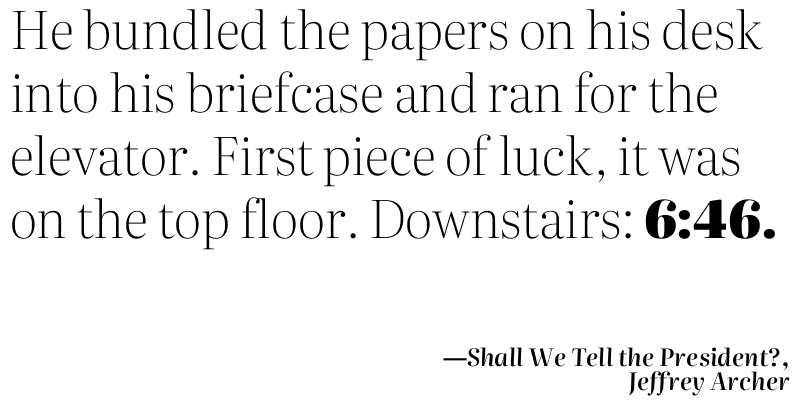 He bundled the papers on his desk
into his briefcase and ran for the
elevator. First piece of luck, it was
on the top floor. Downstairs: 6:46.
—Shall We Tell the President?,
Jeffrey Archer